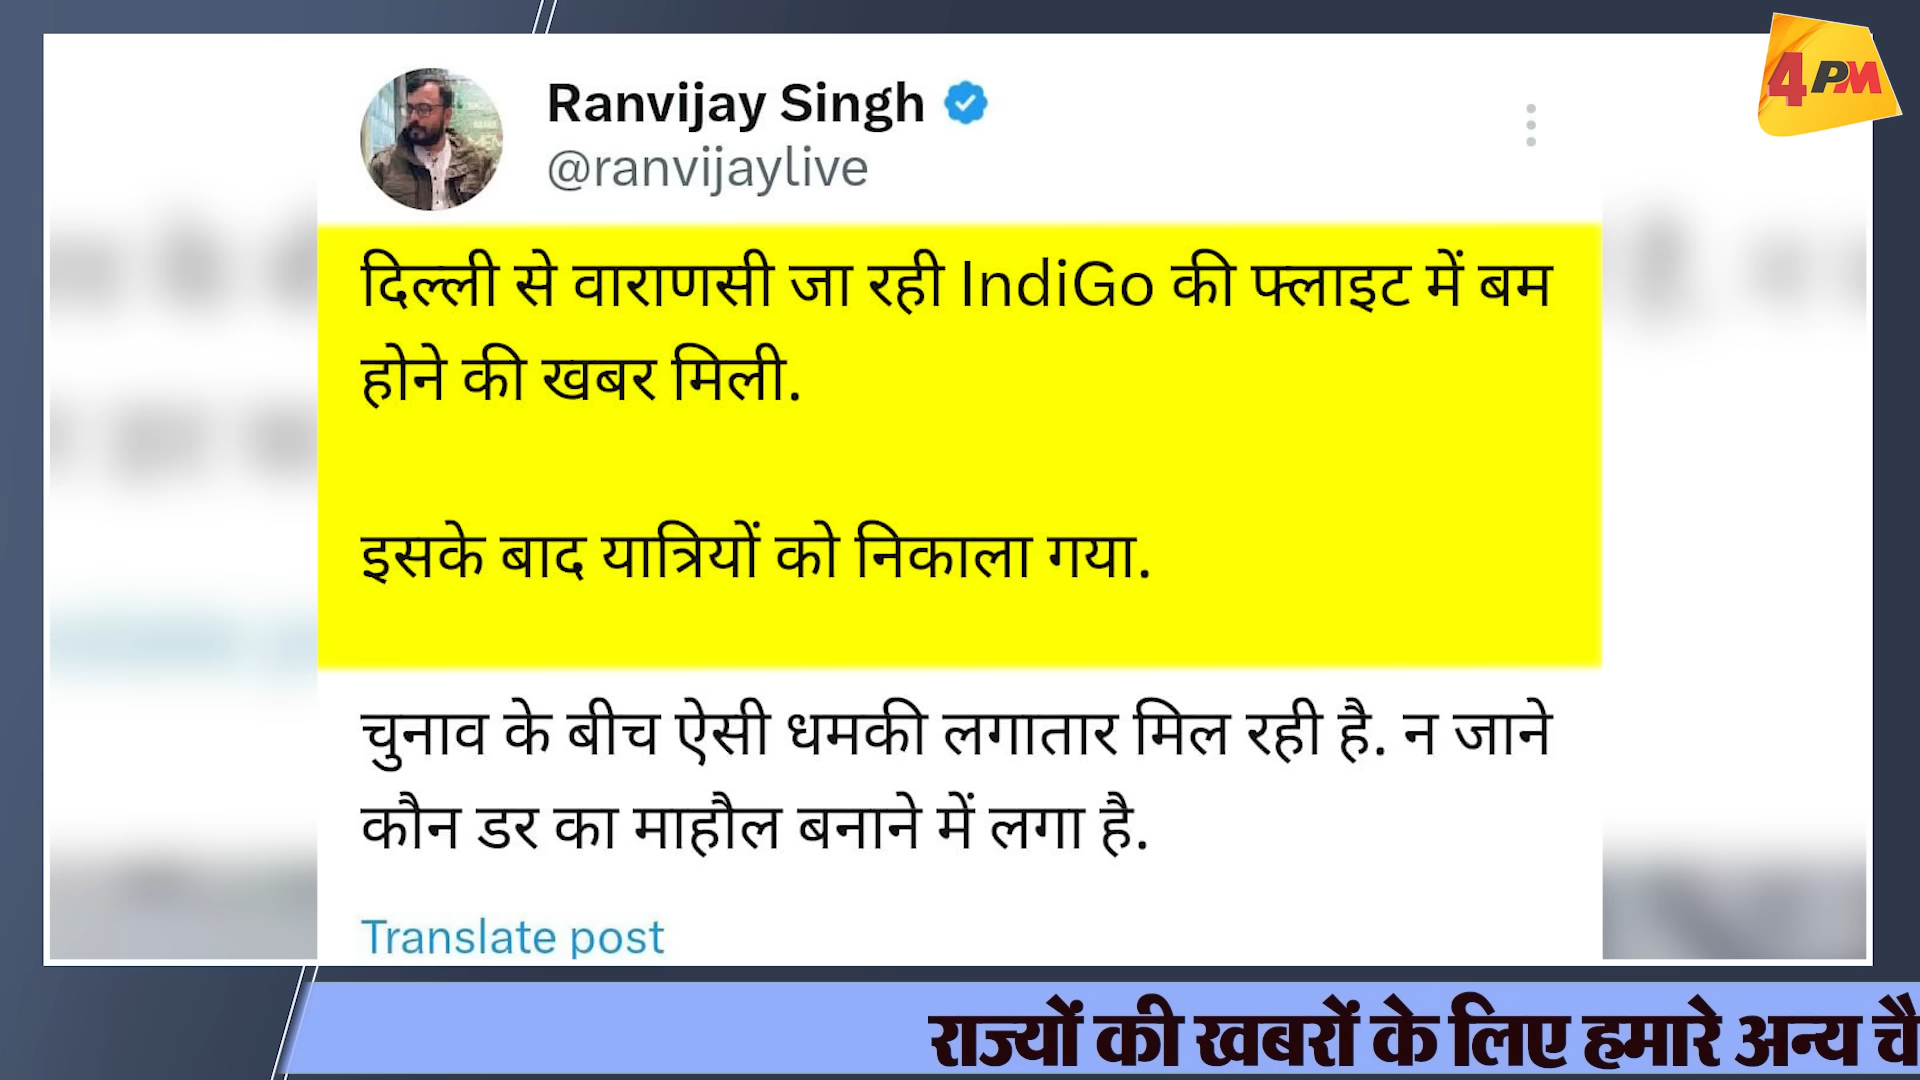 4PM
Ranvijay Singh
@ranvijaylive
दिल्ली से वाराणसी जा रही IndiGo की फ्लाइट में बम
होने की खबर मिली.
इसके बाद यात्रियों को निकाला गया.
चुनाव के बीच ऐसी धमकी लगातार मिल रही है. न जाने
कौन डर का माहौल बनाने में लगा है.
Translate post
राज्यों की खबरों के लिए हमारे अन्य चै